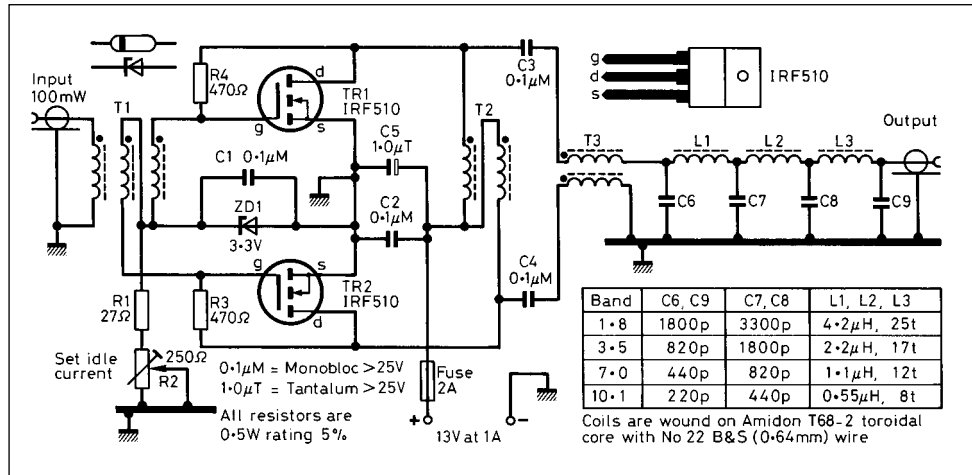 Input
100mW
T1
R4
470Ω
d
TR1
IRF510
g
s
C1 0·1µM
ZD1
3·3V
C5
1·0µT
C2
0·1µM
g
s
TR2
IRF510
d
R1
27Ω
R3
470Ω
Set idle
current
250Ω
R2
0·1µM = Monobloc >25V
1·0µT = Tantalum >25V
All resistors are
0·5W rating 5%
Fuse
2A
+
–
13V at 1A
T2
C3
0·1µM
C4
0·1µM
g
d
s
IRF510
T3
L1
L2
L3
Output
C6
C7
C8
C9
Band C6, C9 C7, C8 L1, L2, L3
1·8 1800p 3300p 4·2µH, 25t
3·5 820p 1800p 2·2µH, 17t
7·0 440p 820p 1·1µH, 12t
10·1 220p 440p 0·55µH, 8t
Coils are wound on Amidon T68-2 toroidal
core with No 22 B&S (0·64mm) wire